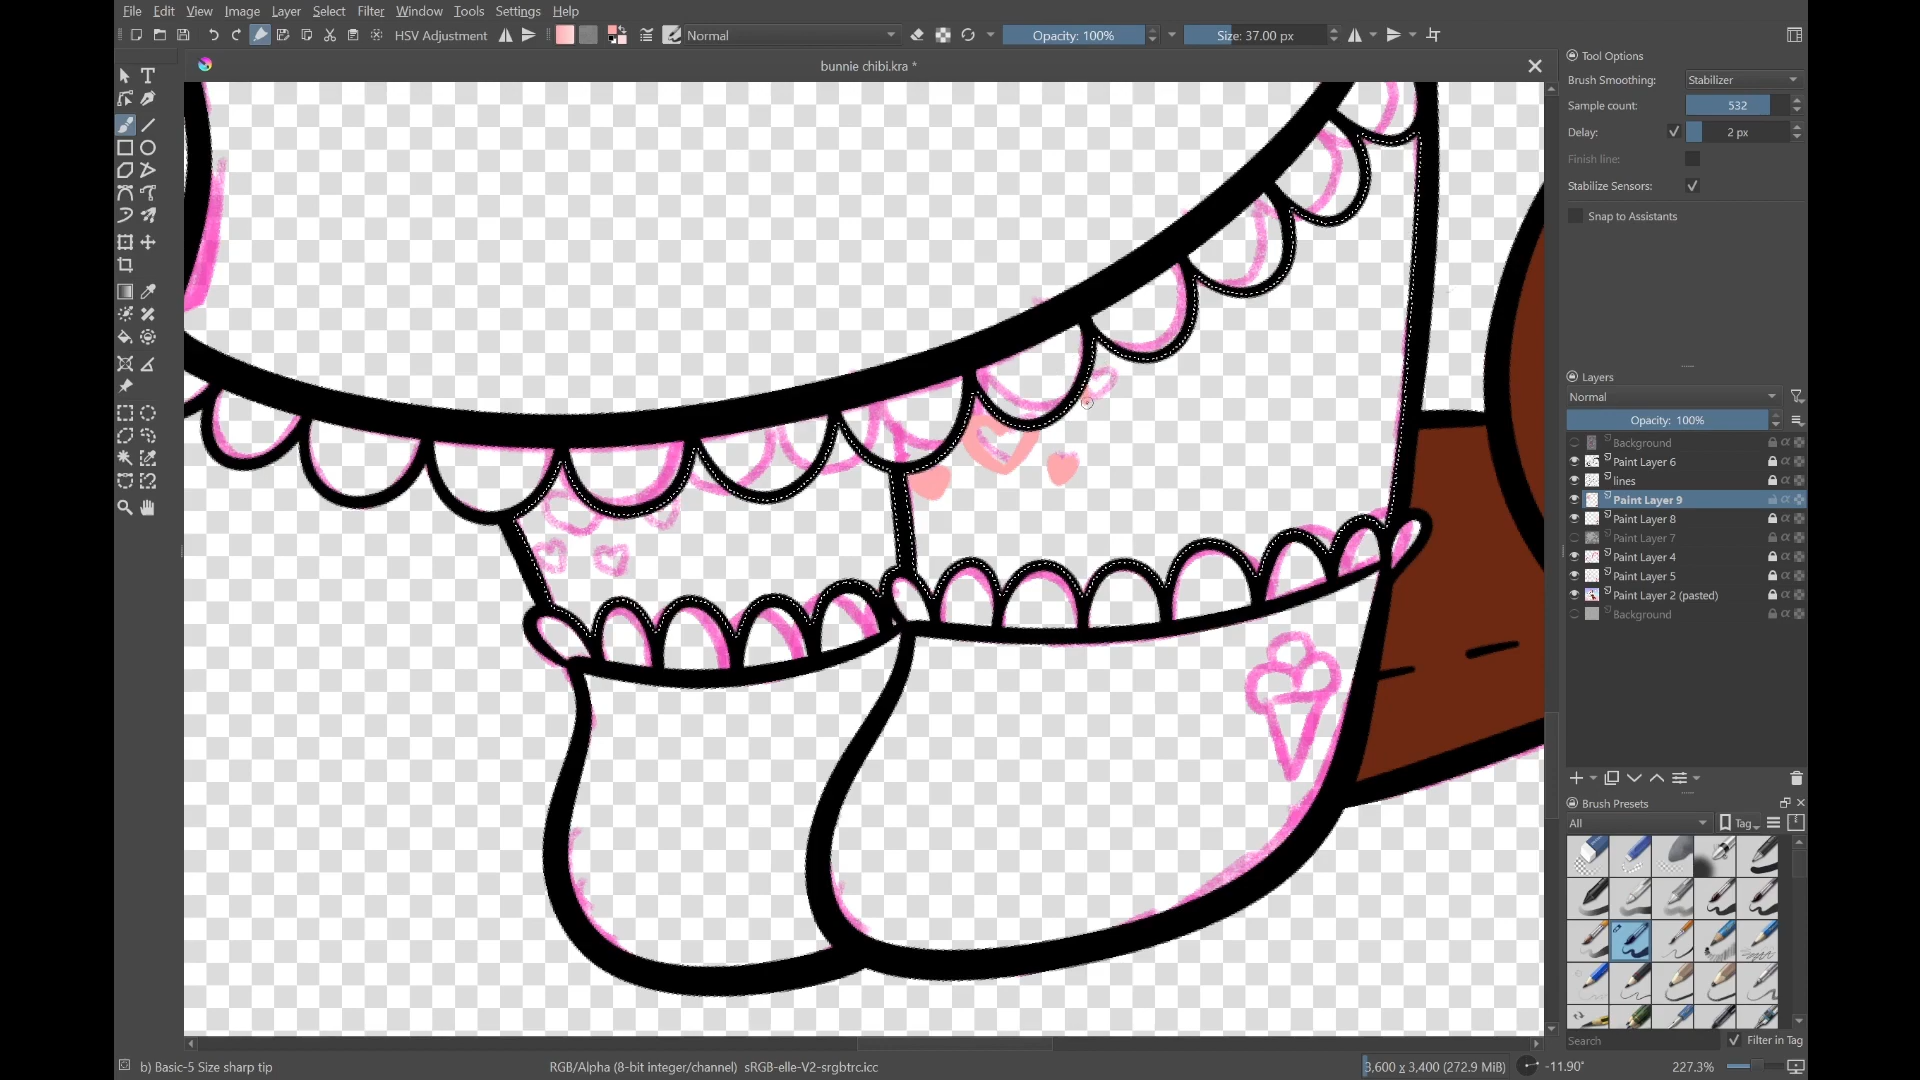 File Edit View Image Layer Select Filter Window Tools Settings Help
HSV Adjustment Normal Opacity: 100% Size: 37.00 px
bunnie chibi.kra *
Tool Options
Brush Smoothing: Stabilizer
Sample count: 532
Delay: 2 px
Finish line:
Stabilize Sensors:
Snap to Assistants
Layers
Normal
Opacity: 100%
Background
Paint Layer 6
lines
Paint Layer 9
Paint Layer 8
Paint Layer 7
Paint Layer 4
Paint Layer 5
Paint Layer 2 (pasted)
Background
Brush Presets
All Tag
Search Filter in Tag
b) Basic-5 Size sharp tip RGB/Alpha (8-bit integer/channel) sRGB-elle-V2-srgbtrc.icc 3,600 x 3,400 (272.9 MiB) -11.90° 227.3%